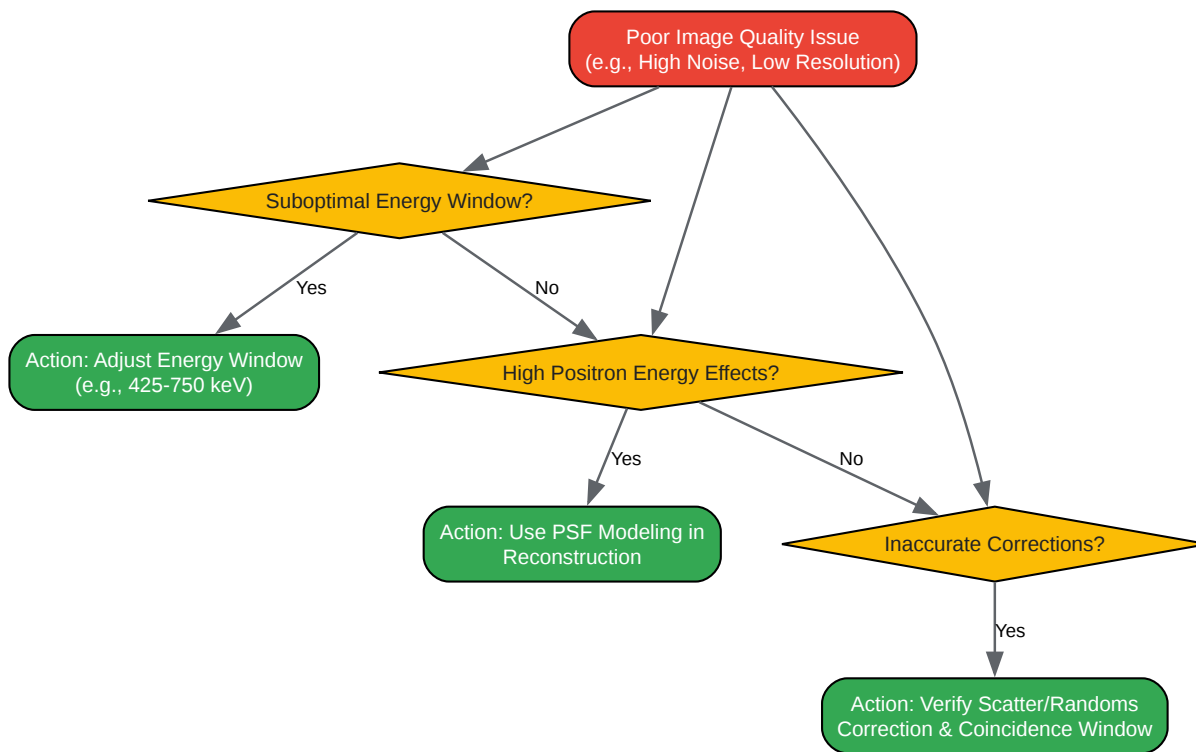 Poor Image Quality Issue
(e.g., High Noise, Low Resolution)
Suboptimal Energy Window?
Yes
No
Action: Adjust Energy Window
(e.g., 425-750 keV)
High Positron Energy Effects?
Yes
No
Action: Use PSF Modeling in
Reconstruction
Inaccurate Corrections?
Yes
Action: Verify Scatter/Randoms
Correction & Coincidence Window